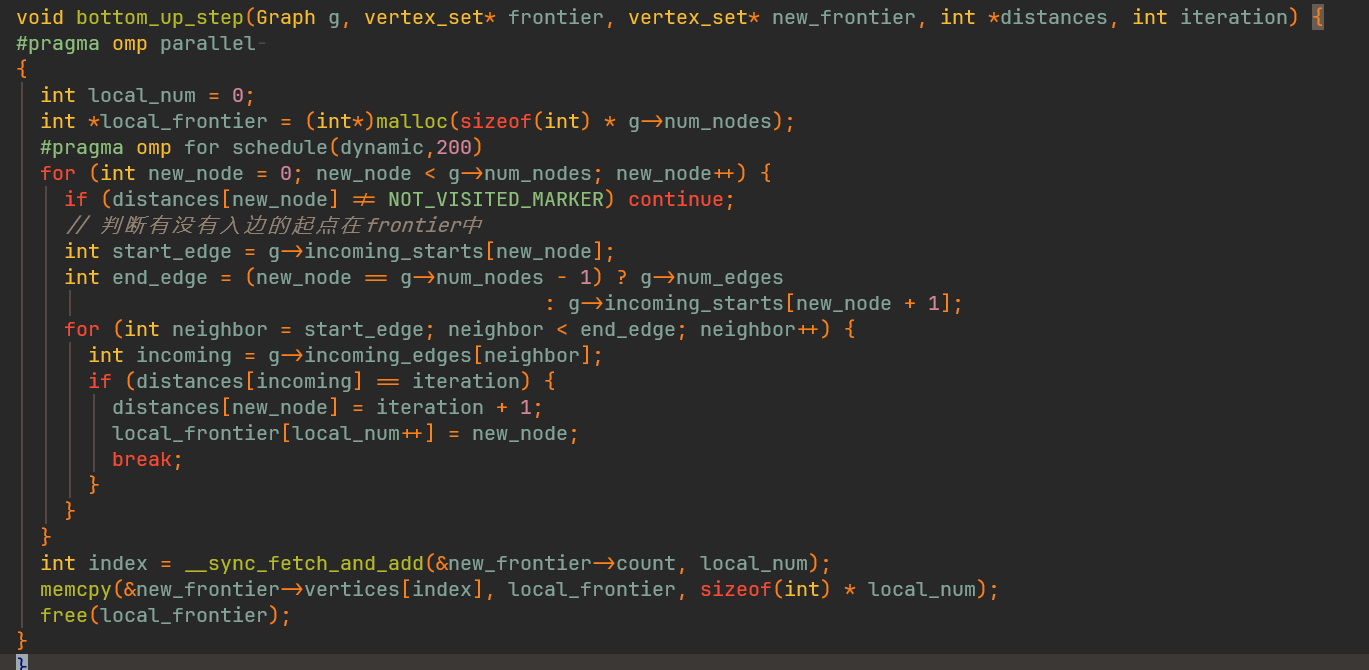 void bottom_up_step(Graph g, vertex_set* frontier, vertex_set* new_frontier, int *distances, int iteration) {
#pragma omp parallel
{
  int local_num = 0;
  int *local_frontier = (int*)malloc(sizeof(int) * g->num_nodes);
  #pragma omp for schedule(dynamic,200)
  for (int new_node = 0; new_node < g->num_nodes; new_node++) {
    if (distances[new_node] != NOT_VISITED_MARKER) continue;
    // 判断有没有入边的起点在frontier中
    int start_edge = g->incoming_starts[new_node];
    int end_edge = (new_node == g->num_nodes - 1) ? g->num_edges
                                            : g->incoming_starts[new_node + 1];
    for (int neighbor = start_edge; neighbor < end_edge; neighbor++) {
      int incoming = g->incoming_edges[neighbor];
      if (distances[incoming] == iteration) {
        distances[new_node] = iteration + 1;
        local_frontier[local_num++] = new_node;
        break;
      }
    }
  }
  int index = __sync_fetch_and_add(&new_frontier->count, local_num);
  memcpy(&new_frontier->vertices[index], local_frontier, sizeof(int) * local_num);
  free(local_frontier);
}
}